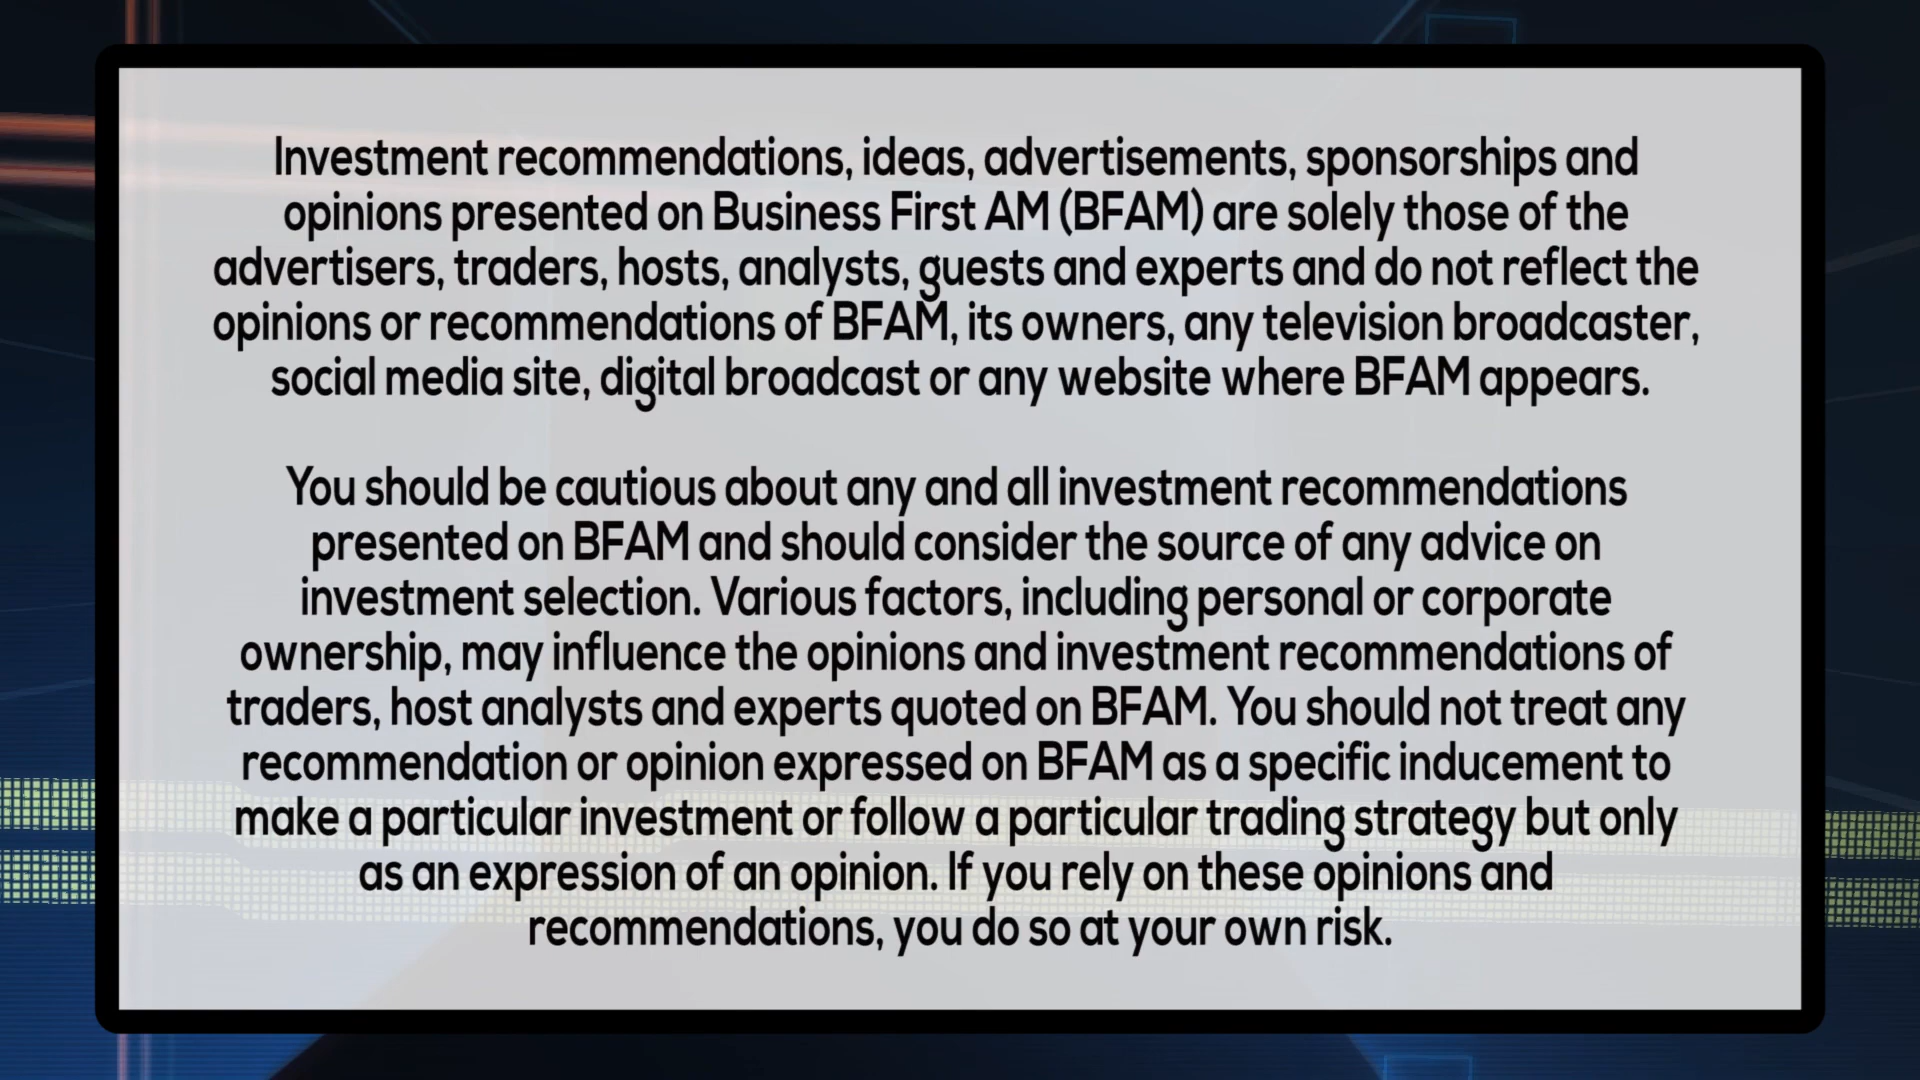 Investment recommendations, ideas, advertisements, sponsorships and
opinions presented on Business First AM (BFAM) are solely those of the
advertisers, traders, hosts, analysts, guests and experts and do not reflect the
opinions or recommendations of BFAM, its owners, any television broadcaster,
social media site, digital broadcast or any website where BFAM appears.
You should be cautious about any and all investment recommendations
presented on BFAM and should consider the source of any advice on
investment selection. Various factors, including personal or corporate
ownership, may influence the opinions and investment recommendations of
traders, host analysts and experts quoted on BFAM. You should not treat any
recommendation or opinion expressed on BFAM as a specific inducement to
make a particular investment or follow a particular trading strategy but only
as an expression of an opinion. If you rely on these opinions and
recommendations, you do so at your own risk.